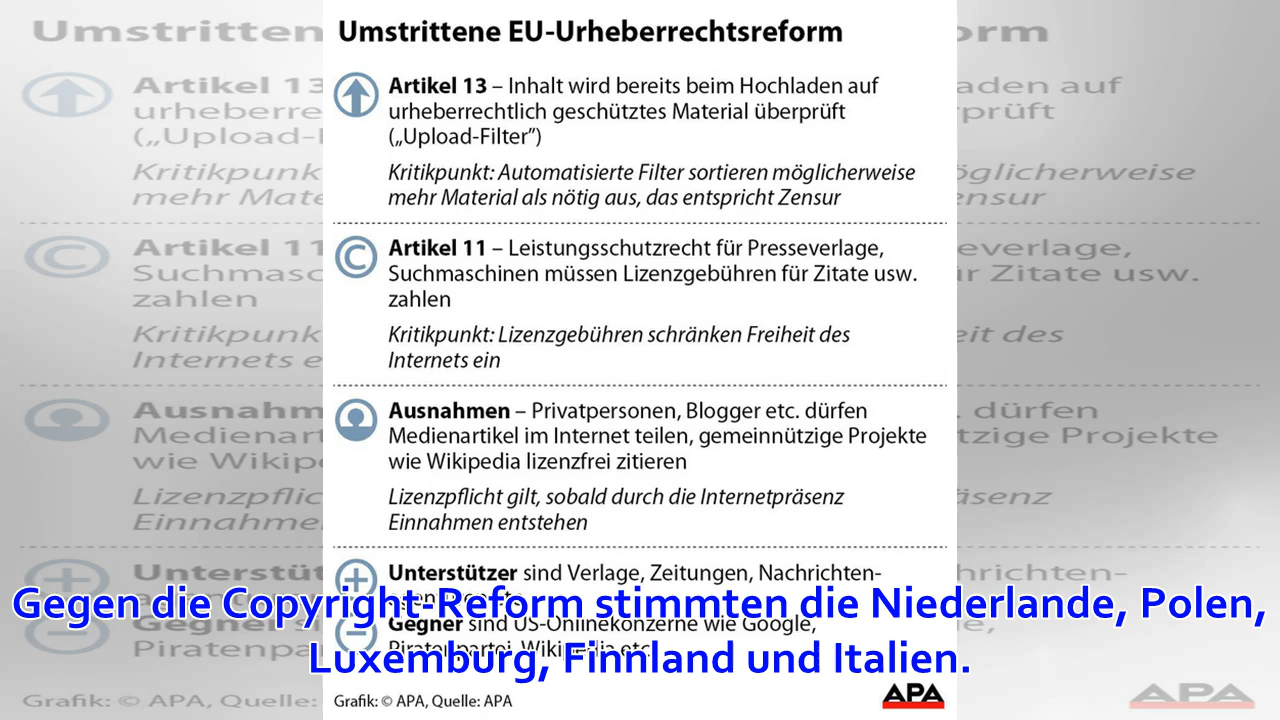 Umstrittene EU-Urheberrechtsreform
Artikel 13 – Inhalt wird bereits beim Hochladen auf
urheberrechtlich geschütztes Material überprüft
(„Upload-Filter”)
Kritikpunkt: Automatisierte Filter sortieren möglicherweise
mehr Material als nötig aus, das entspricht Zensur
Artikel 11 – Leistungsschutzrecht für Presseverlage,
Suchmaschinen müssen Lizenzgebühren für Zitate usw.
zahlen
Kritikpunkt: Lizenzgebühren schränken Freiheit des
Internets ein
Ausnahmen – Privatpersonen, Blogger etc. dürfen
Medienartikel im Internet teilen, gemeinnützige Projekte
wie Wikipedia lizenzfrei zitieren
Lizenzpflicht gilt, sobald durch die Internetpräsenz
Einnahmen entstehen
Unterstützer sind Verlage, Zeitungen, Nachrichten-
Gegner sind US-Onlinekonzerne wie Google,
Piratenpartei, Wikipedia etc.
Gegen die Copyright-Reform stimmten die Niederlande, Polen,
Luxemburg, Finnland und Italien.
Grafik: © APA, Quelle: APA
APA